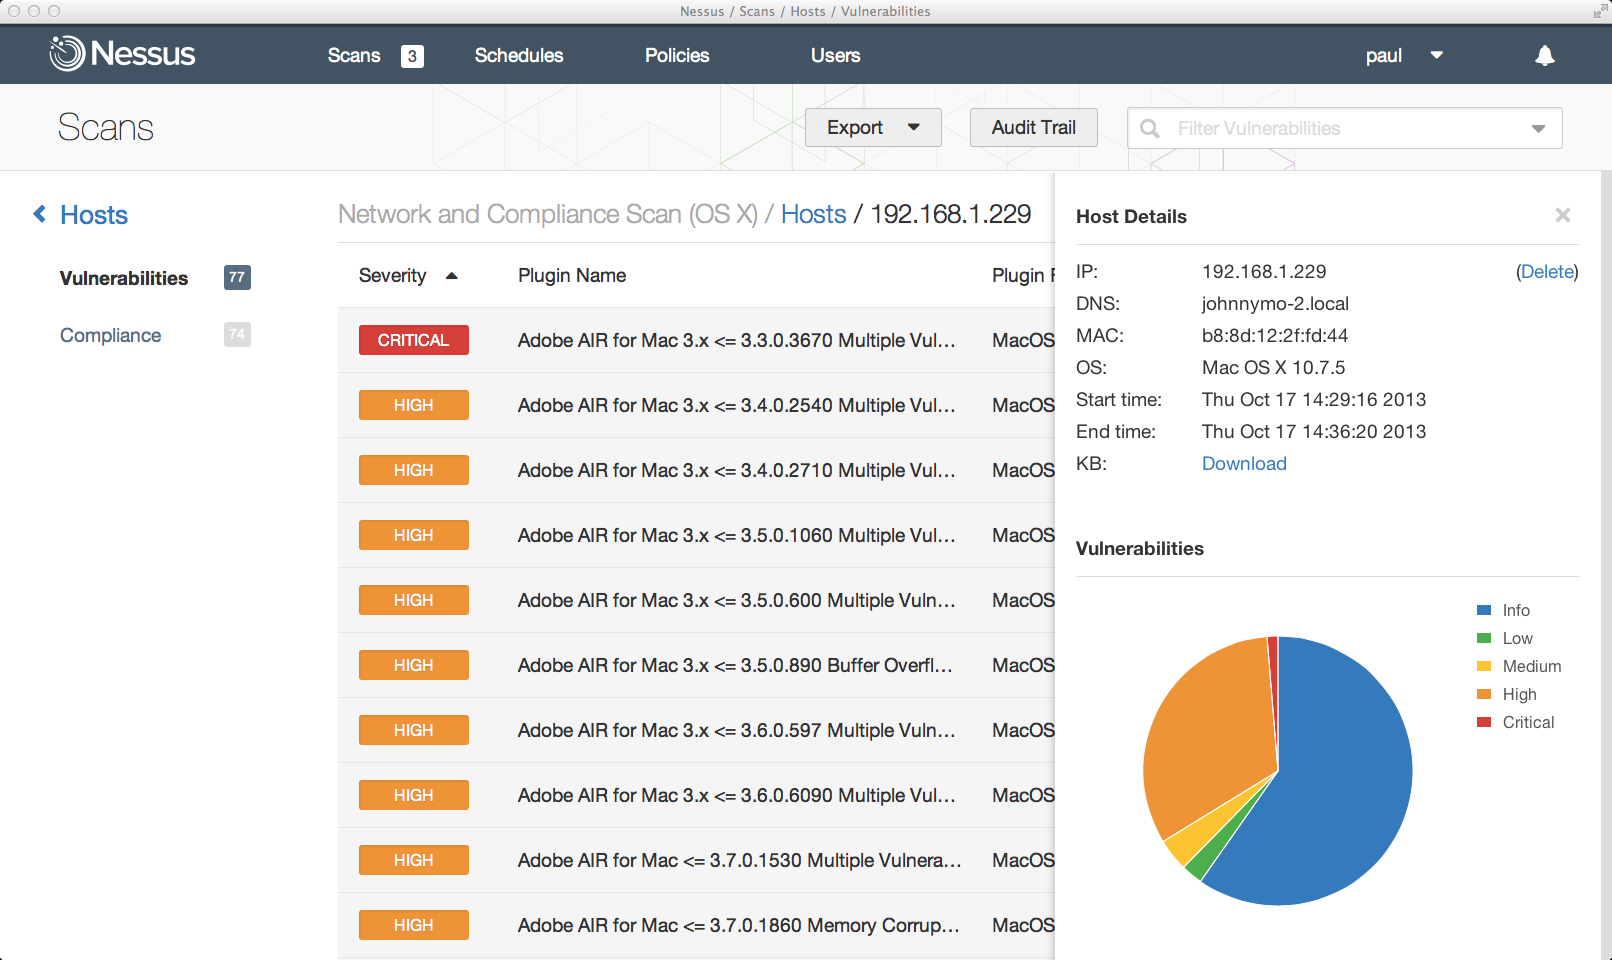 Nessus / Scans / Hosts / Vulnerabilities
Nessus Scans 3 Schedules Policies Users paul
Scans Export Audit Trail Filter Vulnerabilities
Hosts
Vulnerabilities 77
Compliance 74
Network and Compliance Scan (OS X) / Hosts / 192.168.1.229
Severity Plugin Name Plugin F
CRITICAL Adobe AIR for Mac 3.x <= 3.3.0.3670 Multiple Vul... MacOS
HIGH Adobe AIR for Mac 3.x <= 3.4.0.2540 Multiple Vul... MacOS
HIGH Adobe AIR for Mac 3.x <= 3.4.0.2710 Multiple Vul... MacOS
HIGH Adobe AIR for Mac 3.x <= 3.5.0.1060 Multiple Vul... MacOS
HIGH Adobe AIR for Mac 3.x <= 3.5.0.600 Multiple Vuln... MacOS
HIGH Adobe AIR for Mac 3.x <= 3.5.0.890 Buffer Overfl... MacOS
HIGH Adobe AIR for Mac 3.x <= 3.6.0.597 Multiple Vuln... MacOS
HIGH Adobe AIR for Mac 3.x <= 3.6.0.6090 Multiple Vul... MacOS
HIGH Adobe AIR for Mac <= 3.7.0.1530 Multiple Vulnera... MacOS
HIGH Adobe AIR for Mac <= 3.7.0.1860 Memory Corrup... MacOS
Host Details
IP: 192.168.1.229 (Delete)
DNS: johnnymo-2.local
MAC: b8:8d:12:2f:fd:44
OS: Mac OS X 10.7.5
Start time: Thu Oct 17 14:29:16 2013
End time: Thu Oct 17 14:36:20 2013
KB: Download
Vulnerabilities
Info
Low
Medium
High
Critical